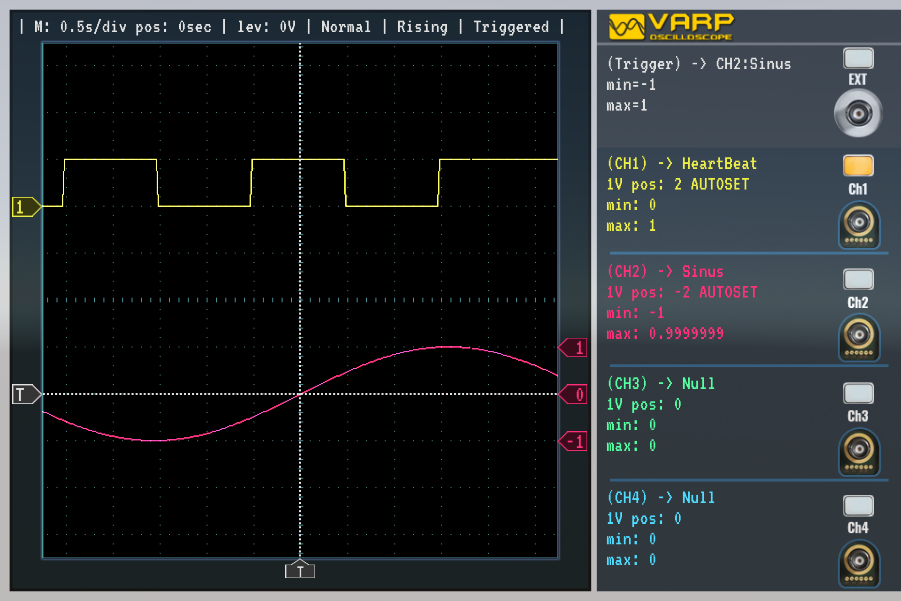 | M: 0.5s/div pos: 0sec | lev: 0V | Normal | Rising | Triggered |
1
T
1
0
-1
T
VARP
OSCILLOSCOPE
(Trigger) -> CH2:Sinus
min=-1
max=1
EXT
(CH1) -> HeartBeat
1V pos: 2 AUTOSET
min: 0
max: 1
Ch1
(CH2) -> Sinus
1V pos: -2 AUTOSET
min: -1
max: 0.9999999
Ch2
(CH3) -> Null
1V pos: 0
min: 0
max: 0
Ch3
(CH4) -> Null
1V pos: 0
min: 0
max: 0
Ch4